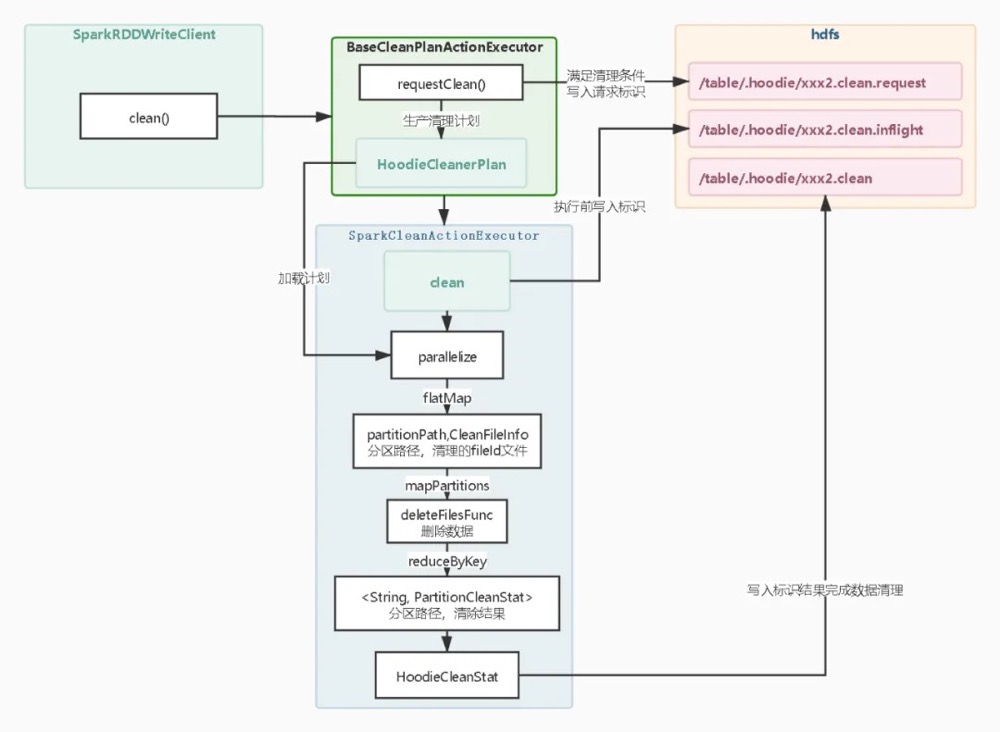 SparkRDDWriteClient
clean()
BaseCleanPlanActionExecutor
requestClean()
生产清理计划
HoodieCleanerPlan
满足清理条件
写入请求标识
hdfs
/table/.hoodie/xxx2.clean.request
/table/.hoodie/xxx2.clean.inflight
/table/.hoodie/xxx2.clean
执行前写入标识
加载计划
SparkCleanActionExecutor
clean
parallelize
flatMap
partitionPath,CleanFileInfo
分区路径，清理的fileId文件
mapPartitions
deleteFilesFunc
删除数据
reduceByKey
<String, PartitionCleanStat>
分区路径，清除结果
HoodieCleanStat
写入标识结果完成数据清理